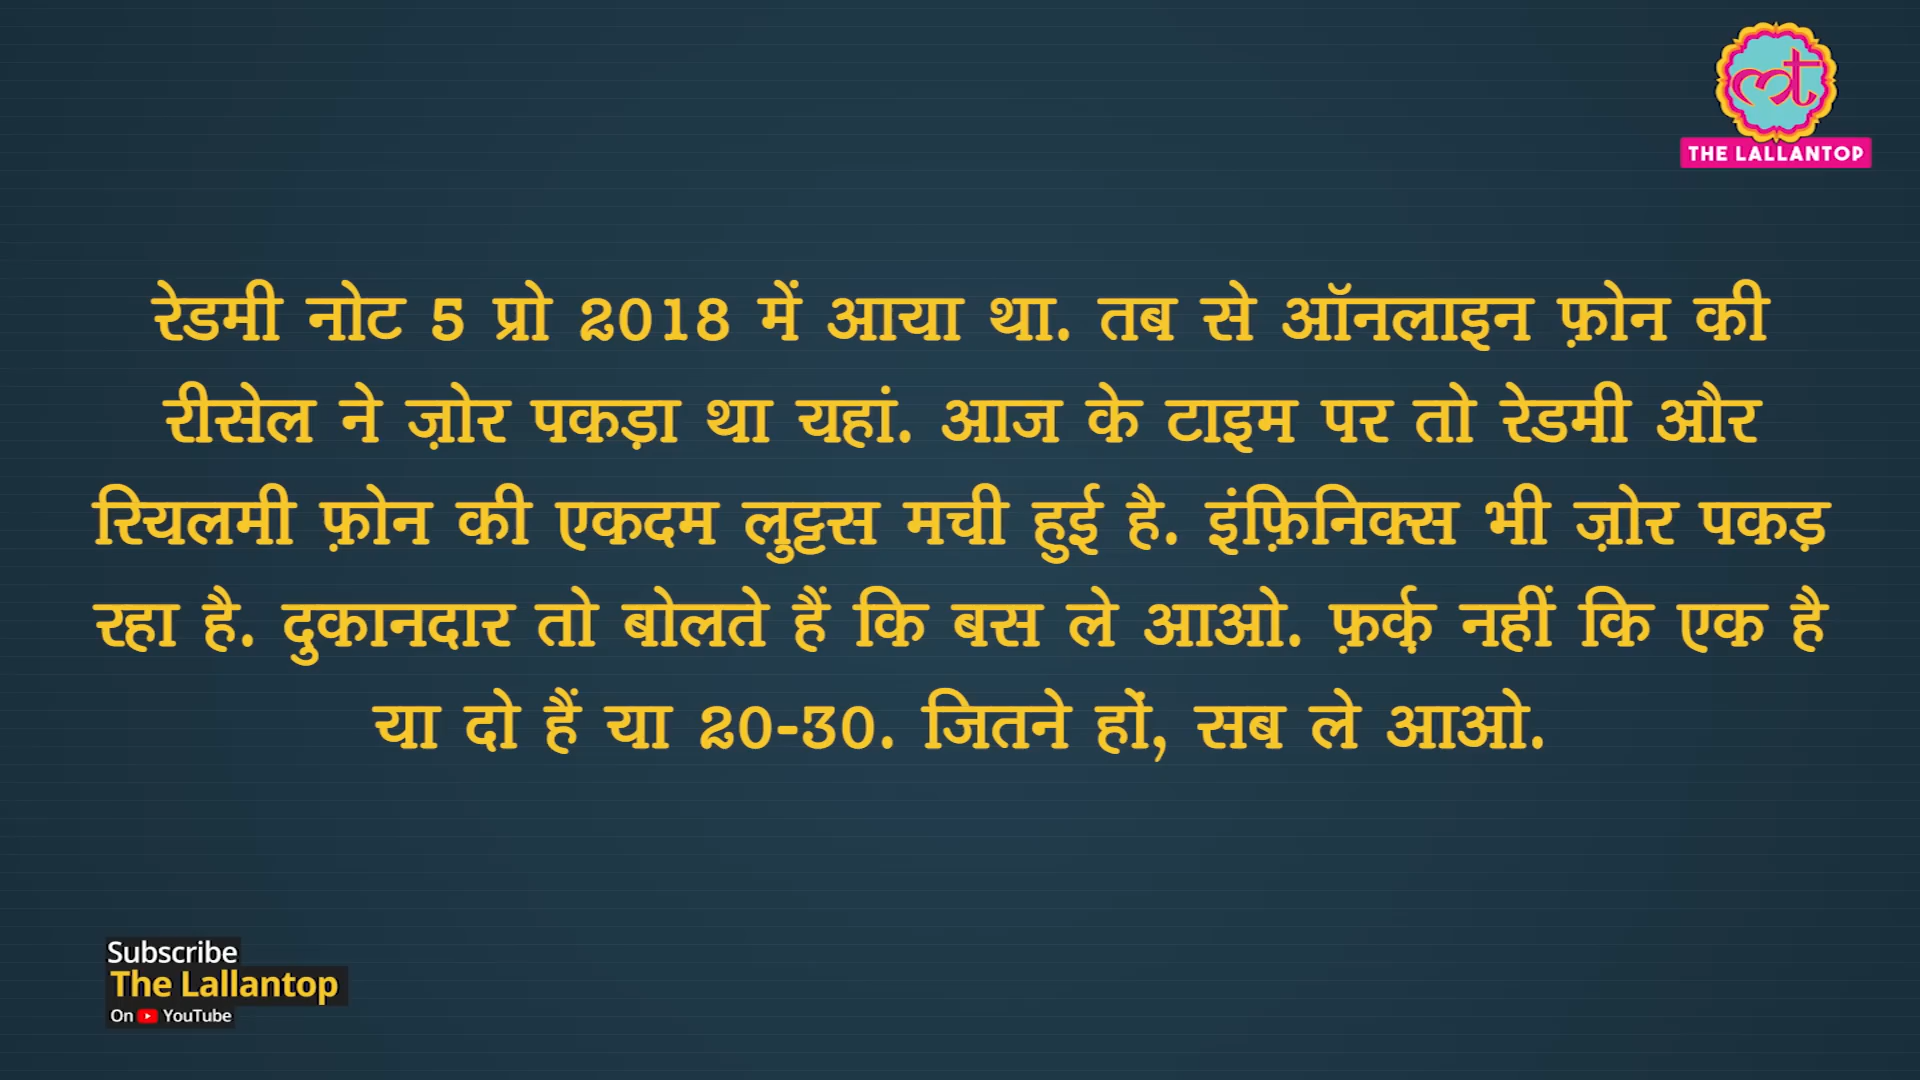 THE LALLANTOP
रेडमी नोट 5 प्रो 2018 में आया था. तब से ऑनलाइन फ़ोन की
रीसेल ने ज़ोर पकड़ा था यहां. आज के टाइम पर तो रेडमी और
रियलमी फ़ोन की एकदम लुट्टस मची हुई है. इंफ़िनिक्स भी ज़ोर पकड़
रहा है. दुकानदार तो बोलते हैं कि बस ले आओ. फ़र्क़ नहीं कि एक है
या दो हैं या 20-30. जितने हों, सब ले आओ.
Subscribe
The Lallantop
On YouTube